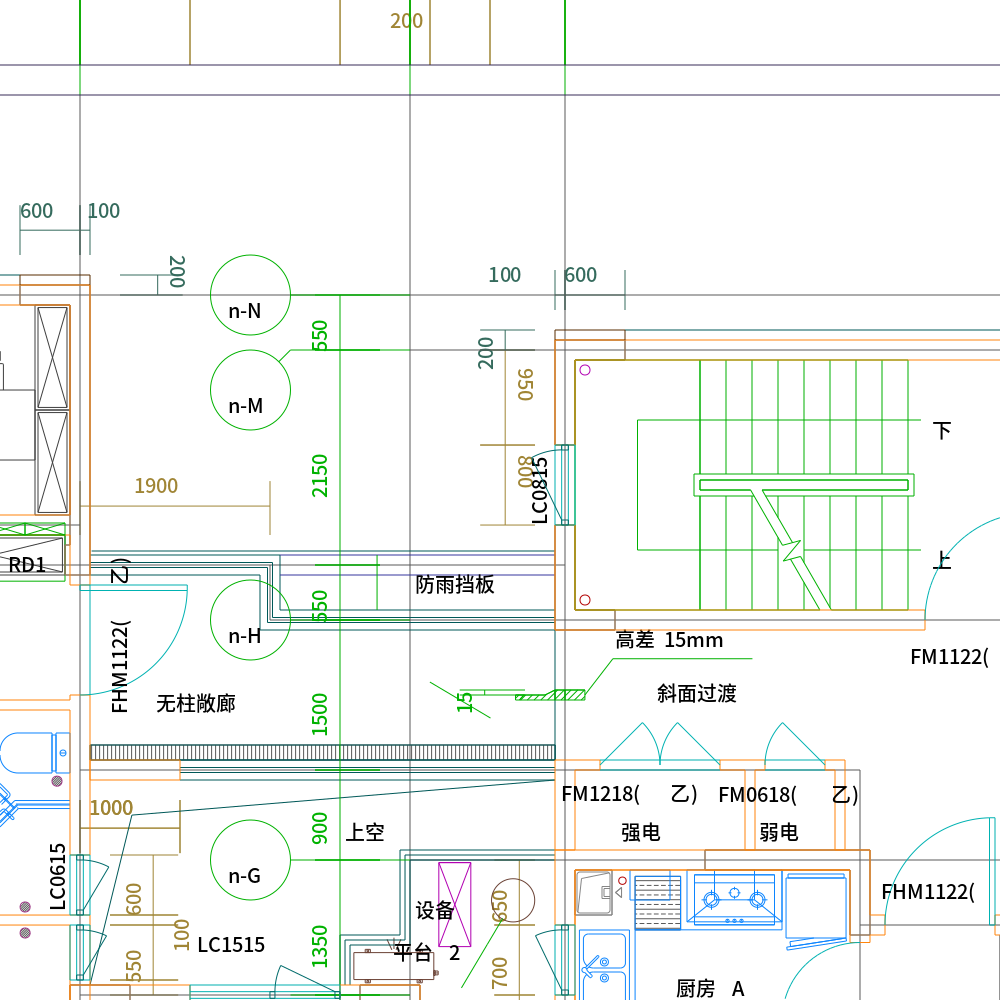 200
600
100
200
100
600
n-N
550
200
n-M
950
下
2150
800
LC0815
1900
RD1
(乙
上
防雨挡板
550
n-H
高差 15mm
FHM1122(
FM1122(
斜面过渡
无柱敞廊
15
1500
FM1218( 乙)
FM0618( 乙)
1000
上空
900
强电
弱电
LC0615
n-G
FHM1122(
600
650
设备
100
LC1515
1350
平台 2
550
700
厨房 A